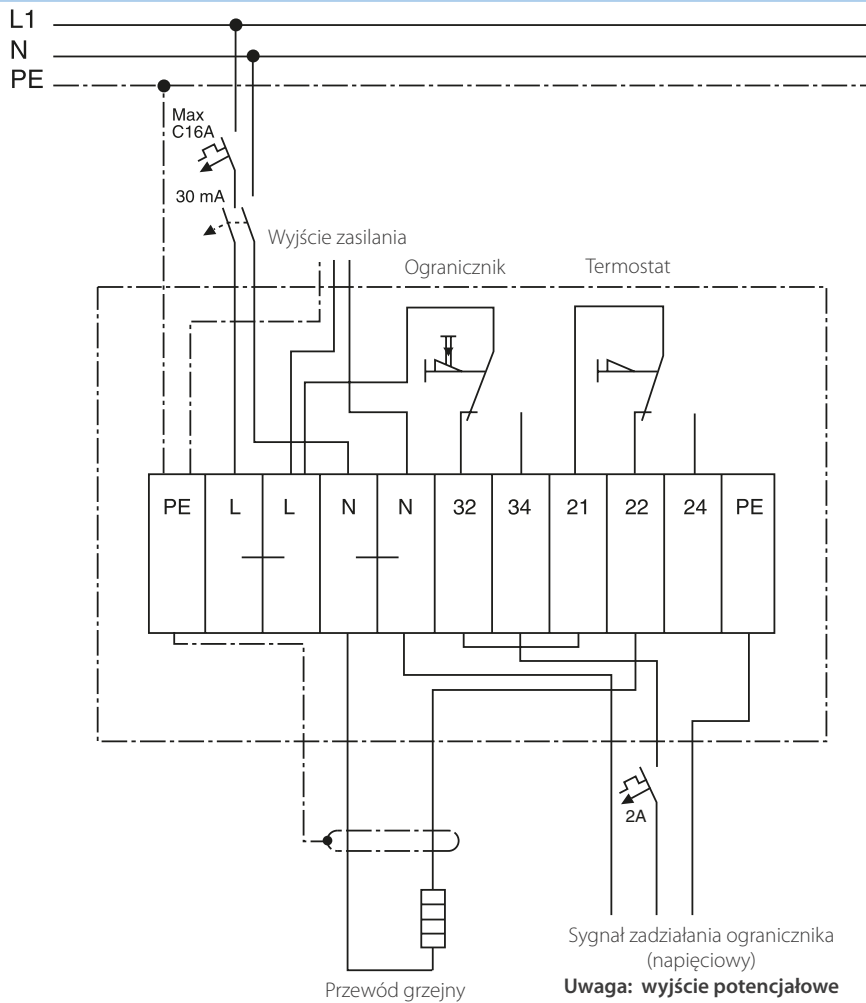 L1
N
PE
Max
C16A
30 mA
Wyjście zasilania
Ogranicznik
Termostat
PE L L N N 32 34 21 22 24 PE
2A
Sygnał zadziałania ogranicznika
(napięciowy)
Uwaga: wyjście potencjałowe
Przewód grzejny